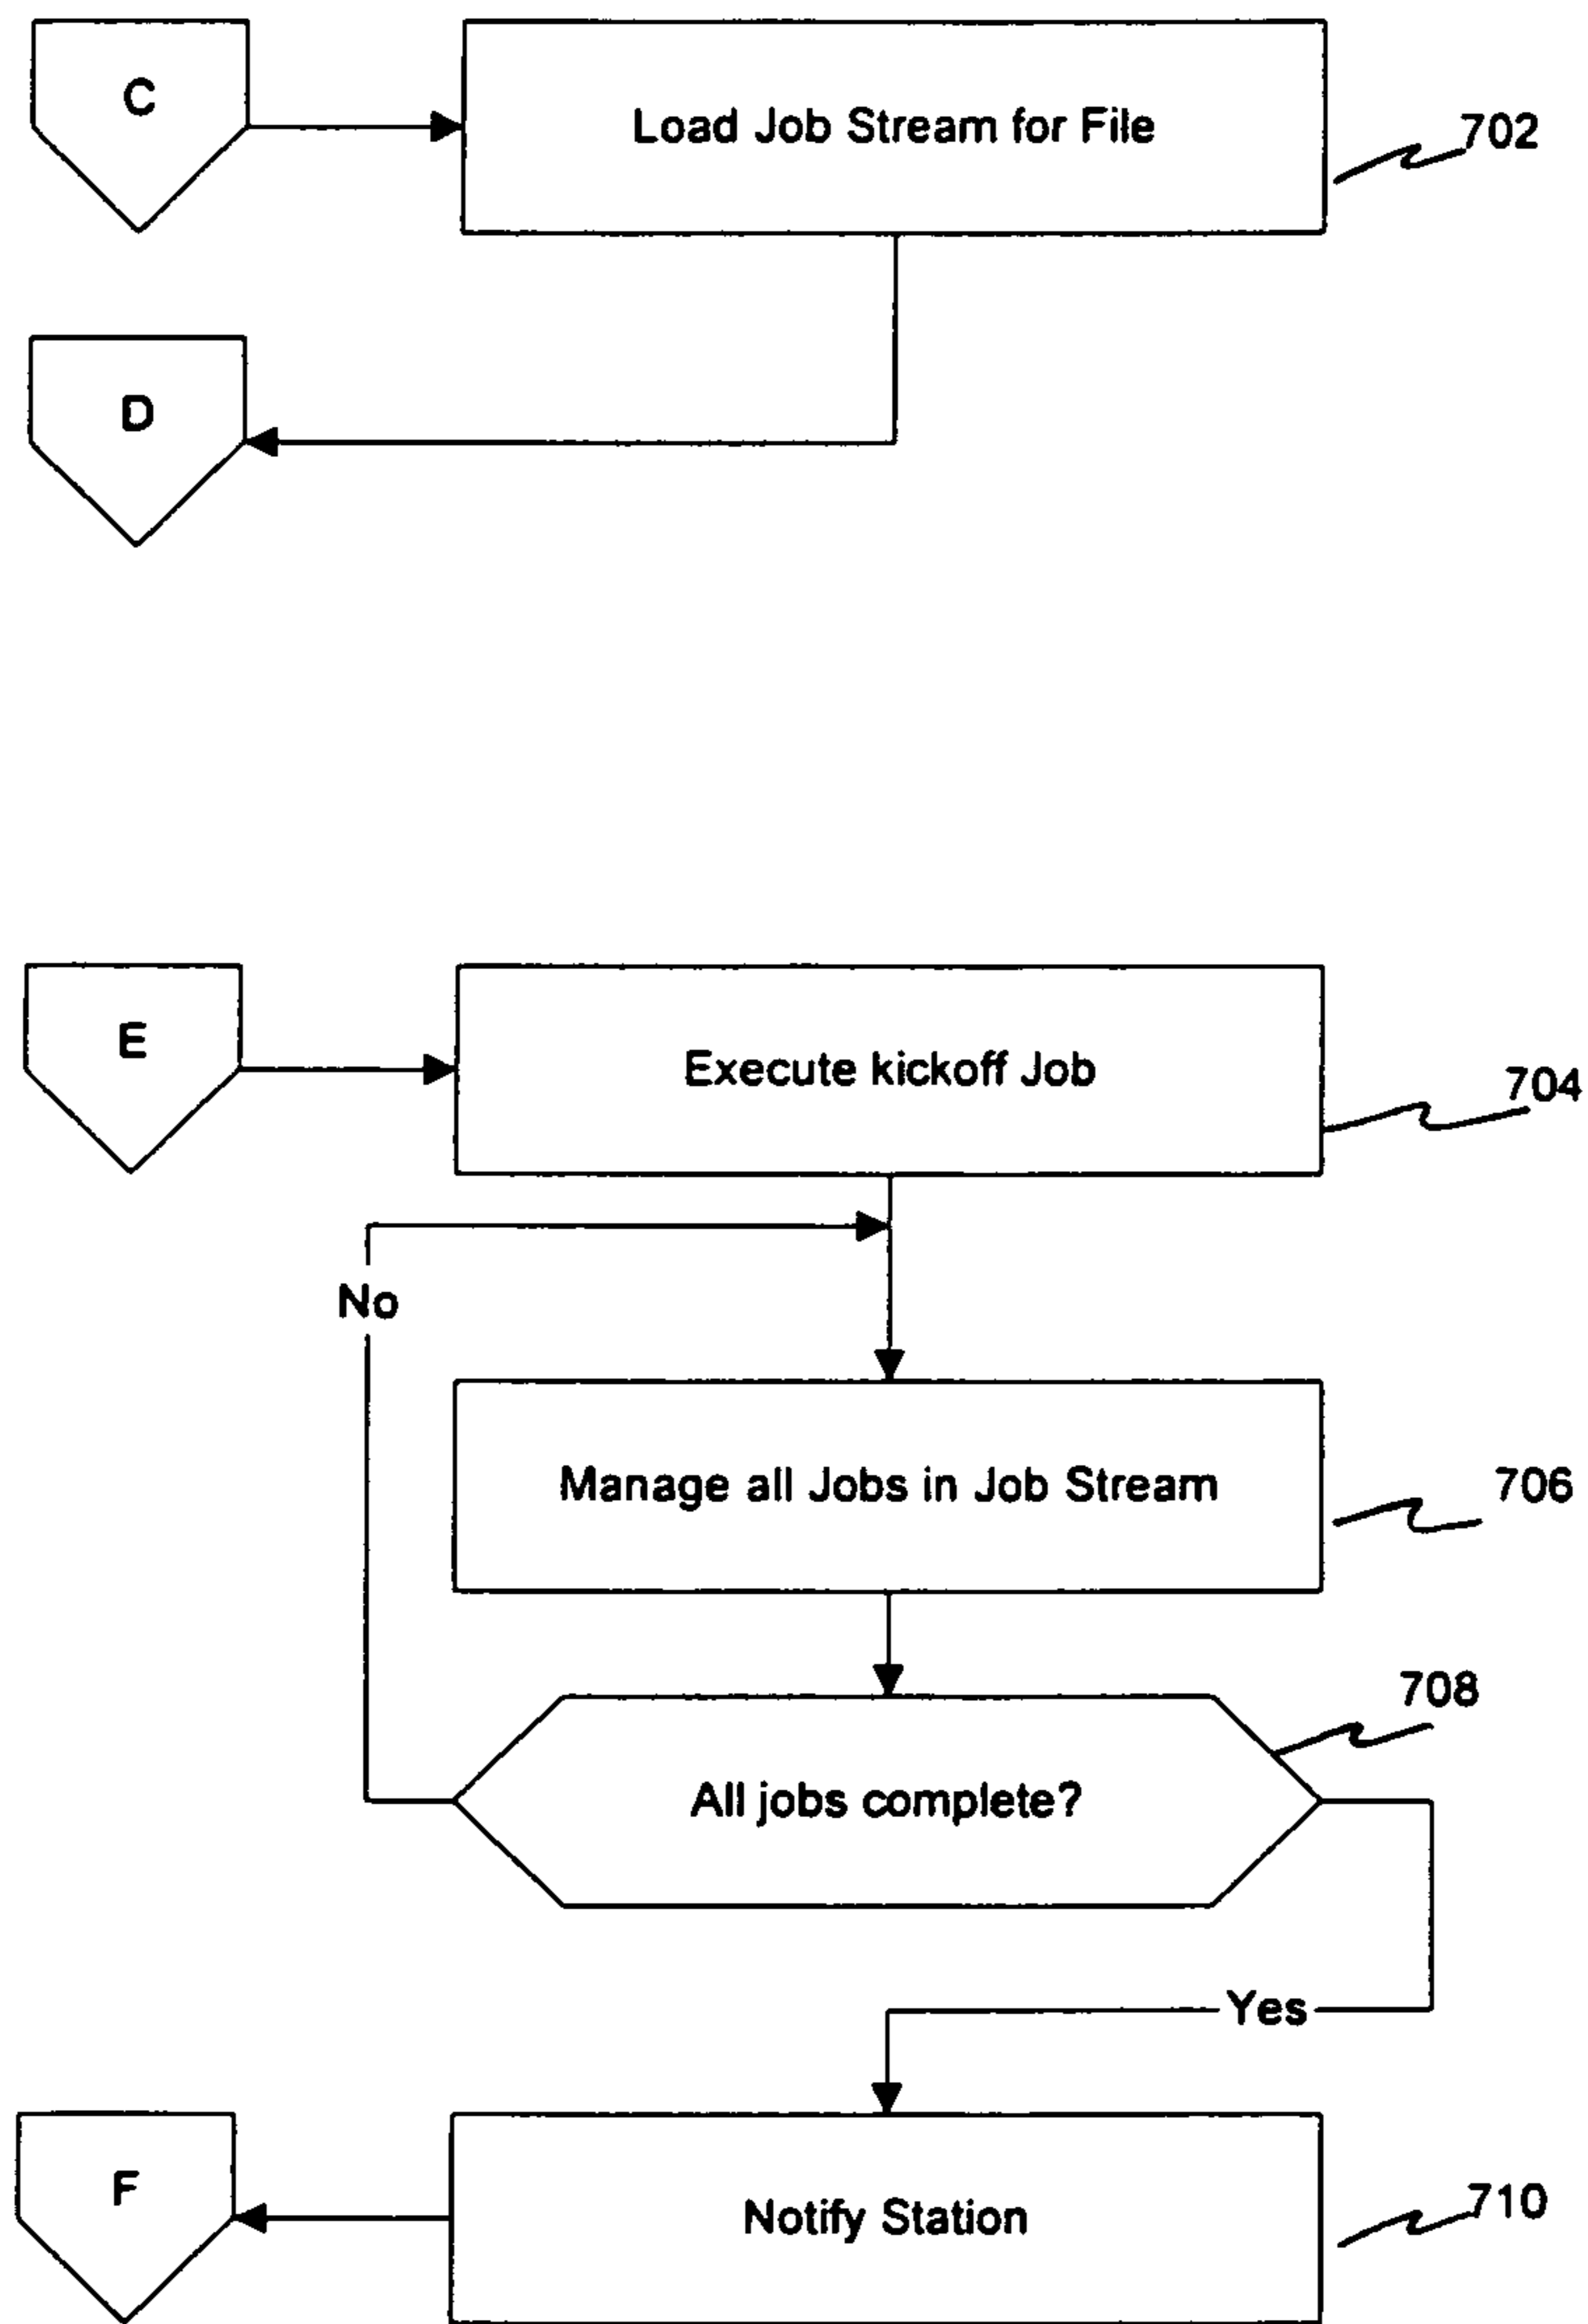 C
Load Job Stream for File
702
D
E
Execute kickoff Job
704
No
Manage all Jobs in Job Stream
706
708
All jobs complete?
Yes
F
Notify Station
710